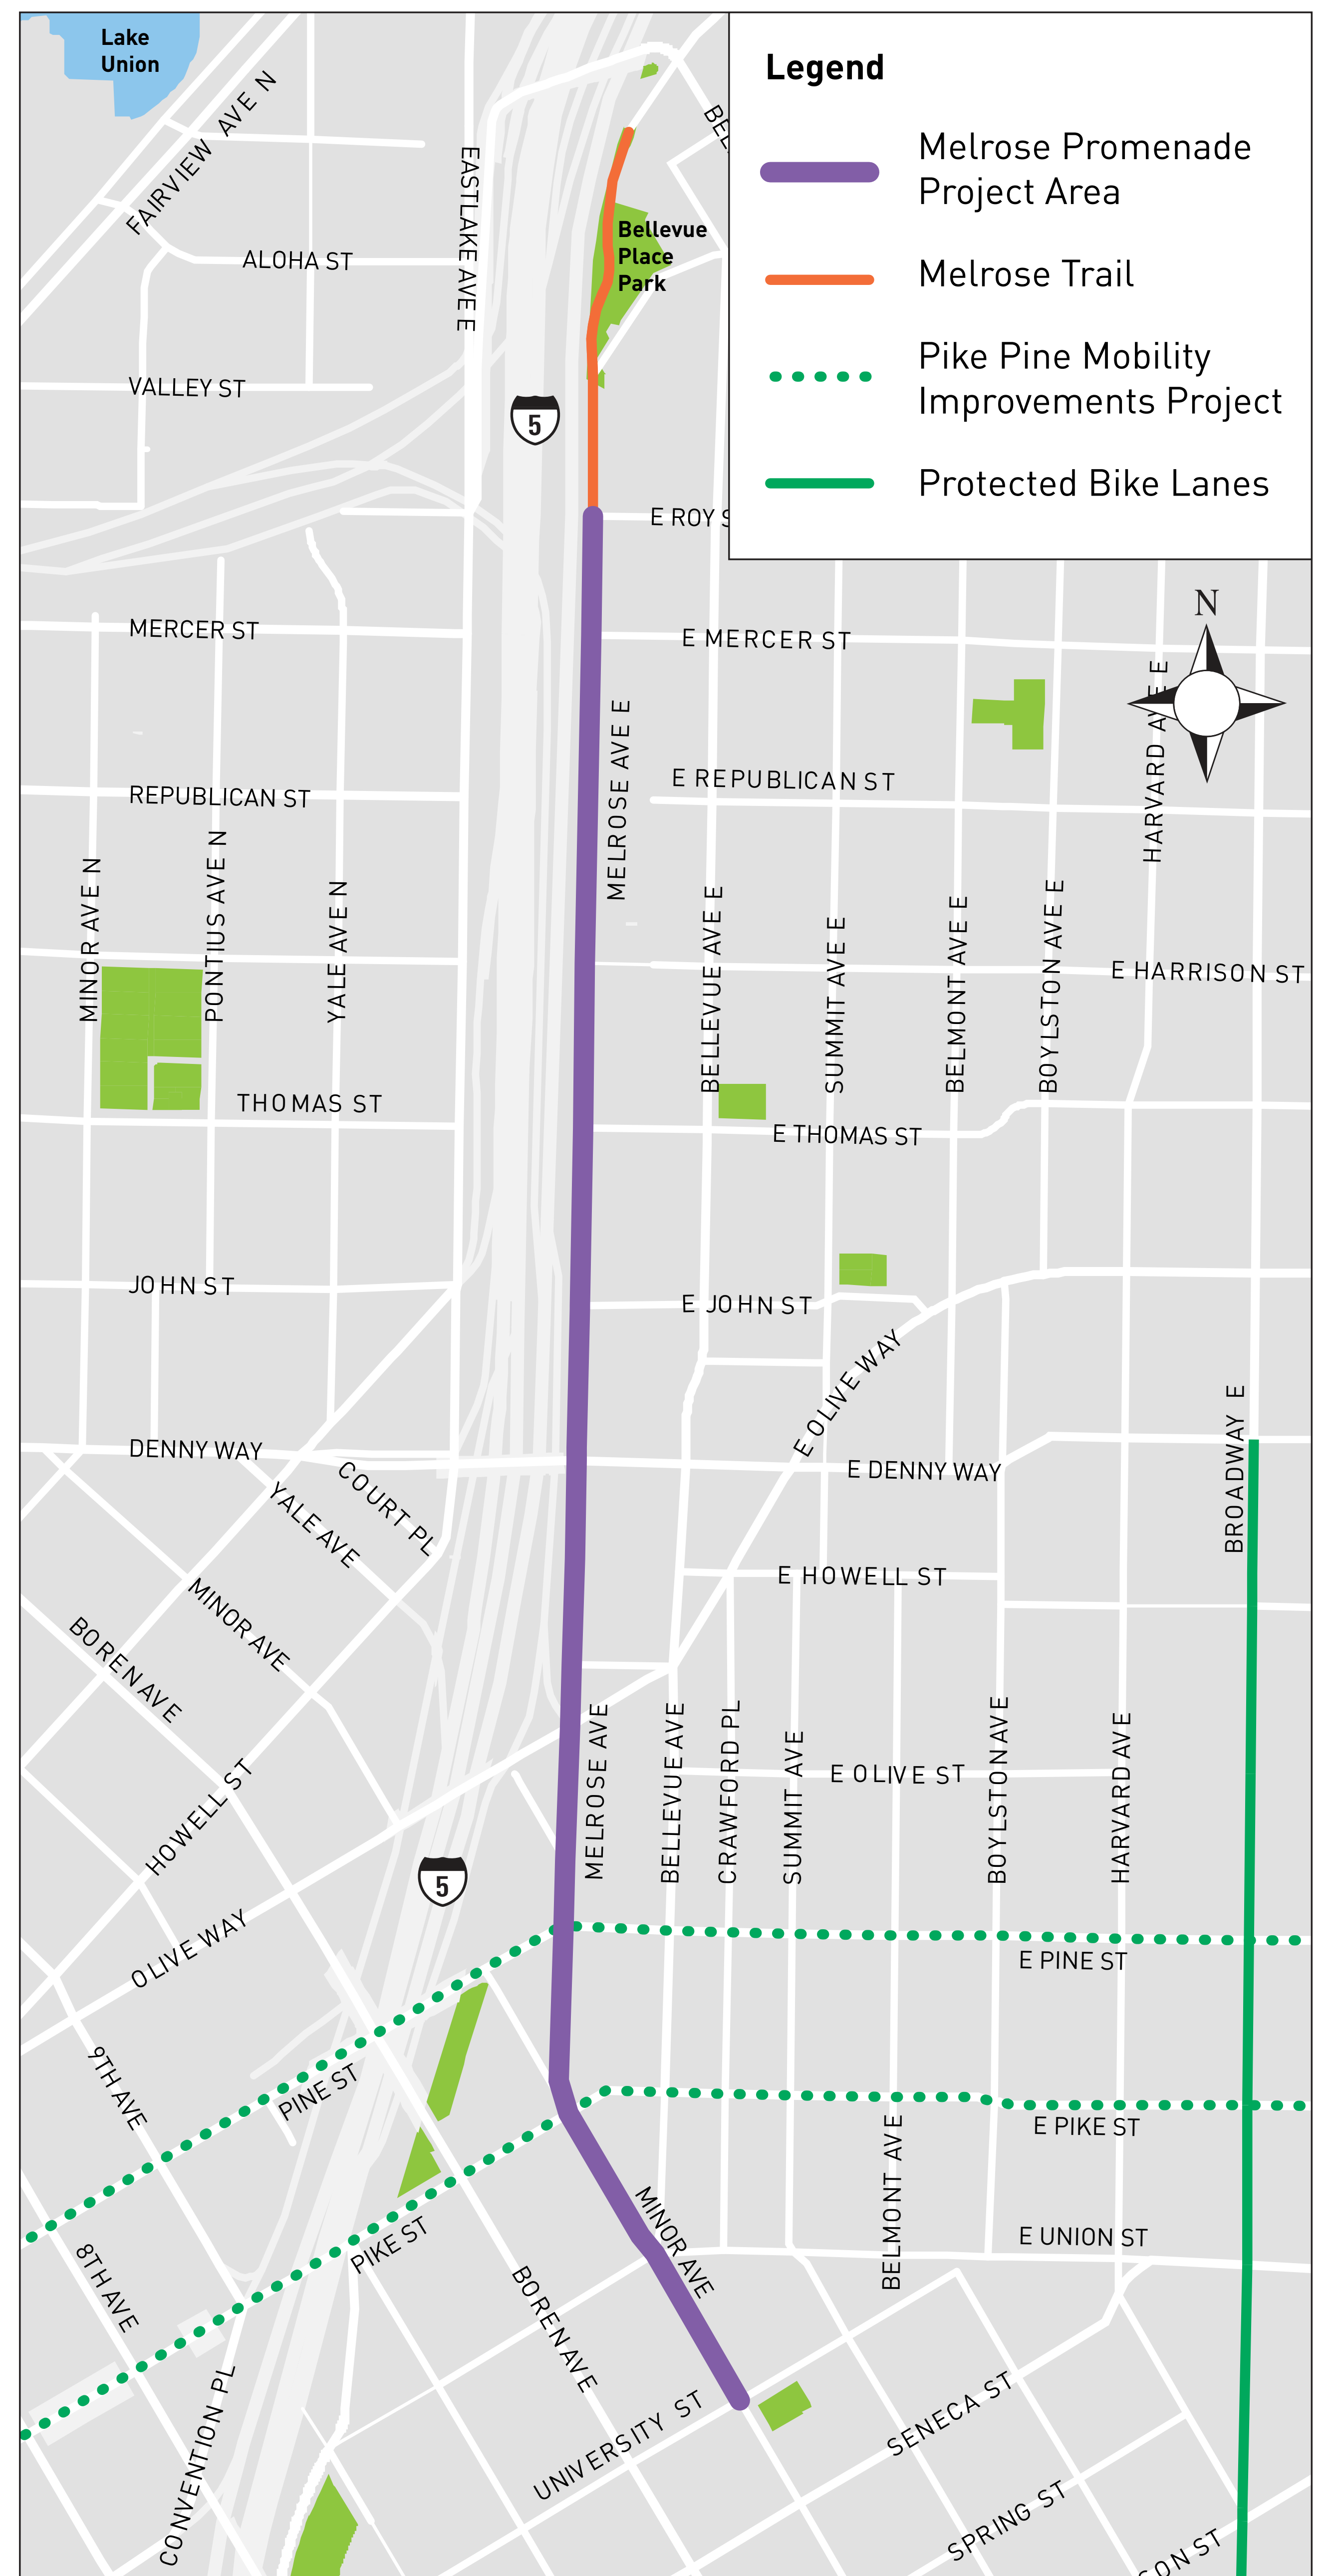 Lake
Union
FAIRVIEW AVE N
EASTLAKE AVE E
Legend
Melrose Promenade
Project Area
Melrose Trail
Pike Pine Mobility
Improvements Project
Protected Bike Lanes
ALOHA ST
Bellevue
Place
Park
VALLEY ST
5
E ROY
N
MERCER ST
E MERCER ST
MELROSE AVE E
HARVARD AVE E
REPUBLICAN ST
E REPUBLICAN ST
MINOR AVE N
PONTIUS AVE N
YALE AVE N
BELLEVUE AVE E
SUMMIT AVE E
BELMONT AVE E
BOYLSTON AVE E
E HARRISON ST
THOMAS ST
E THOMAS ST
JOHN ST
E JOHN ST
E OLIVE WAY
BROADWAY E
DENNY WAY
E DENNY WAY
COURT PL
YALE AVE
E HOWELL ST
MINOR AVE
BOREN AVE
MELROSE AVE
BELLEVUE AVE
CRAWFORD PL
SUMMIT AVE
BOYLSTON AVE
HARVARD AVE
E OLIVE ST
HOWELL ST
5
OLIVE WAY
E PINE ST
9TH AVE
PINE ST
E PIKE ST
BELMONT AVE
MINOR AVE
PIKE ST
8TH AVE
E UNION ST
BOREN AVE
CONVENTION PL
UNIVERSITY ST
SENECA ST
SPRING ST